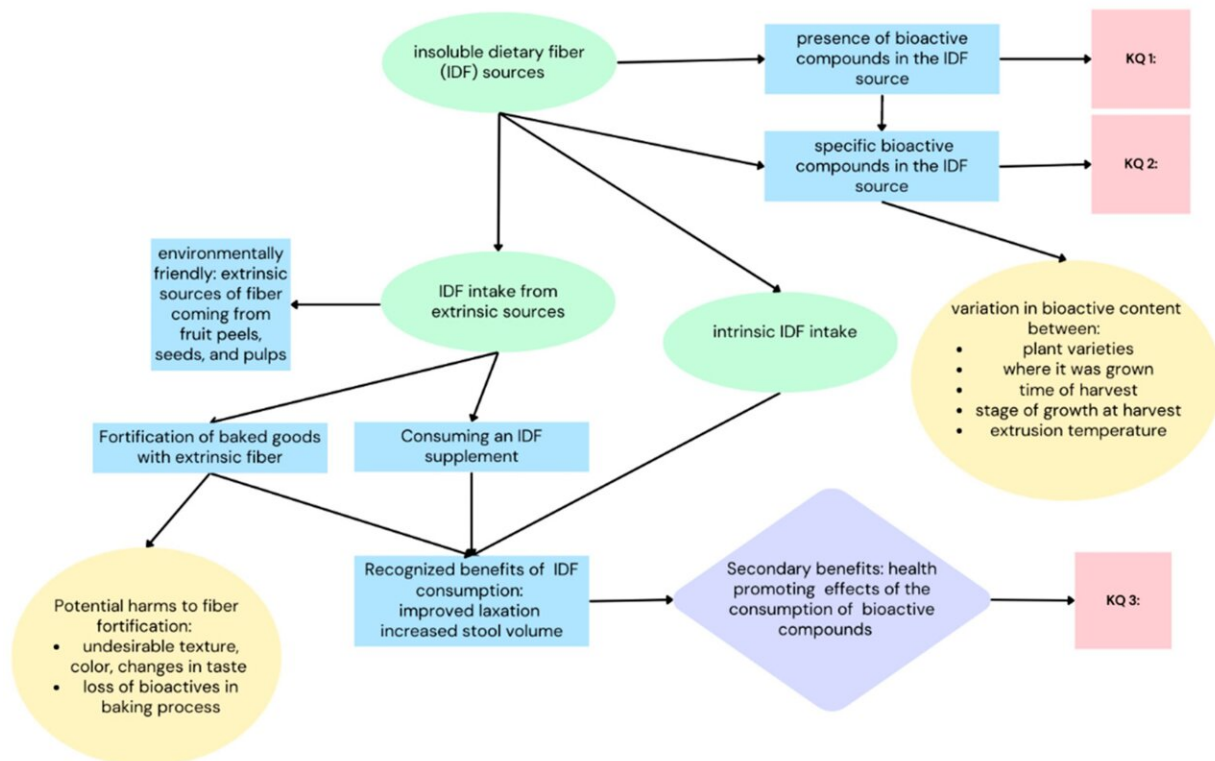 insoluble dietary fiber
(IDF) sources
presence of bioactive
compounds in the IDF
source
KQ 1:
specific bioactive
compounds in the IDF
source
KQ 2:
environmentally
friendly: extrinsic
sources of fiber
coming from
fruit peels,
seeds, and pulps
IDF intake from
extrinsic sources
intrinsic IDF intake
variation in bioactive content
between:
• plant varieties
• where it was grown
• time of harvest
• stage of growth at harvest
• extrusion temperature
Fortification of baked goods
with extrinsic fiber
Consuming an IDF
supplement
Potential harms to fiber
fortification:
• undesirable texture,
color, changes in taste
• loss of bioactives in
baking process
Recognized benefits of IDF
consumption:
improved laxation
increased stool volume
Secondary benefits: health
promoting effects of the
consumption of bioactive
compounds
KQ 3: